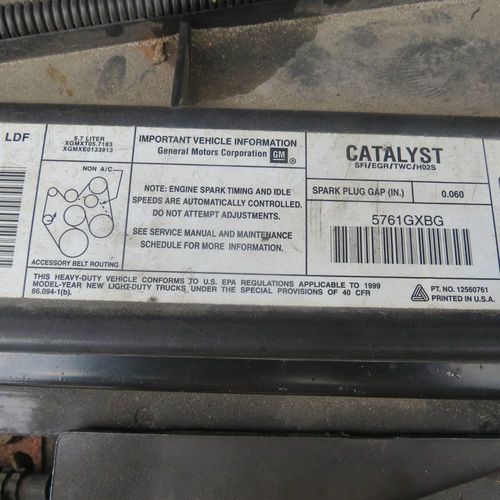 LDF
5.7 LITER
XGMXT05.7183
XGMXE0133913
NON A/C
ACCESSORY BELT ROUTING
IMPORTANT VEHICLE INFORMATION
General Motors Corporation GM
NOTE: ENGINE SPARK TIMING AND IDLE
SPEEDS ARE AUTOMATICALLY CONTROLLED.
DO NOT ATTEMPT ADJUSTMENTS.
SEE SERVICE MANUAL AND MAINTENANCE
SCHEDULE FOR MORE INFORMATION.
CATALYST
SFI/EGR/TWC/HO2S
SPARK PLUG GAP (IN.) 0.060
5761GXBG
THIS HEAVY-DUTY VEHICLE CONFORMS TO U.S. EPA REGULATIONS APPLICABLE TO 1999
MODEL-YEAR NEW LIGHT-DUTY TRUCKS UNDER THE SPECIAL PROVISIONS OF 40 CFR
86.094-1(b).
PT. NO. 12560761
PRINTED IN U.S.A.